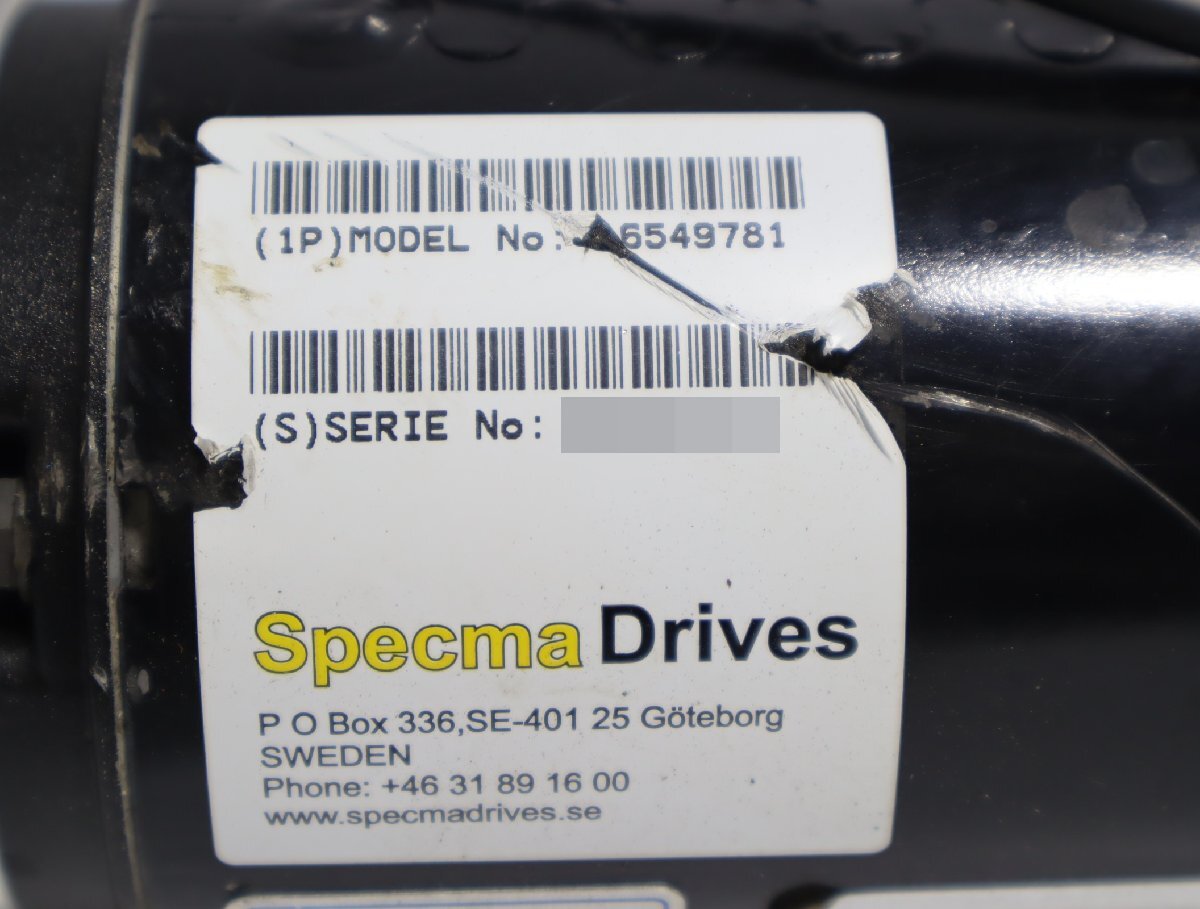 (1P)MODEL No: 6549781
(S)SERIE No:
Specma Drives
P O Box 336,SE-401 25 Göteborg
SWEDEN
Phone: +46 31 89 16 00
www.specmadrives.se